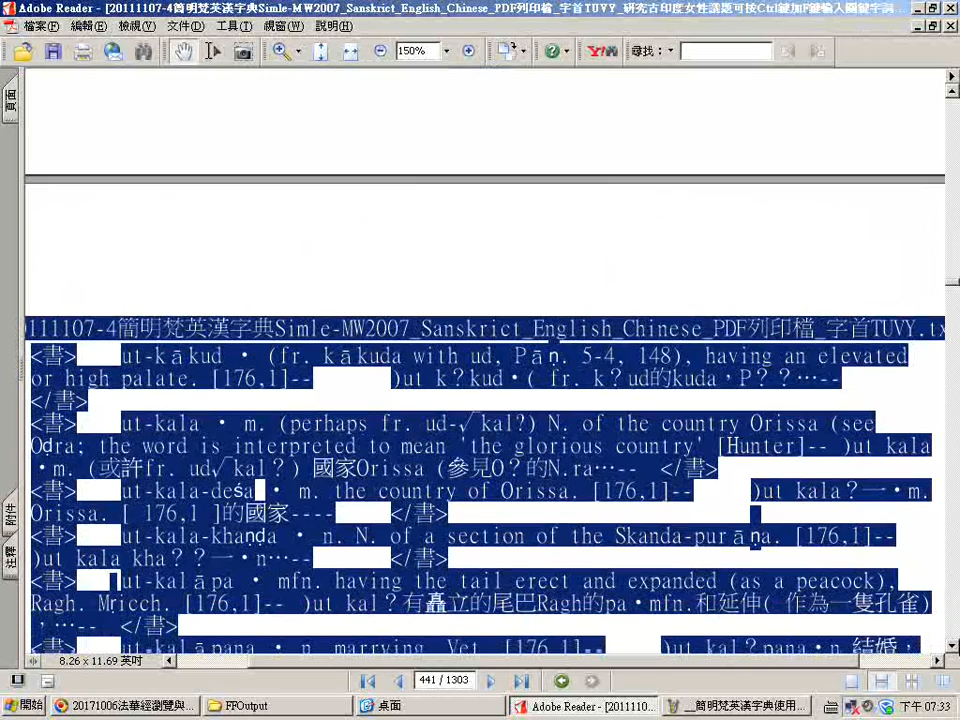 Adobe Reader - [20111107-4簡明梵英漢字典Simle-MW2007_Sanskrict_English_Chinese_PDF列印檔_字首TUVY_研究古印度女性議題可按Ctrl鍵加F鍵輸入關鍵字詞
檔案(F) 編輯(E) 檢視(V) 文件(D) 工具(T) 視窗(W) 說明(H)
150% Y! 尋找:
頁面
0111107-4簡明梵英漢字典Simle-MW2007_Sanskrict_English_Chinese_PDF列印檔_字首TUVY.tx
<書> ut-kākud • (fr. kākuda with ud, Pāṇ. 5-4, 148), having an elevated
or high palate. [176,1]-- )ut k？kud•( fr. k？ud的kuda，P？？…--
</書>
<書> ut-kala • m. (perhaps fr. ud-√kal?) N. of the country Orissa (see
Oḍra; the word is interpreted to mean 'the glorious country' [Hunter]-- )ut kala
•m. (或許fr. ud√kal？) 國家Orissa (參見O？的N.ra…-- </書>
<書> ut-kala-deśa • m. the country of Orissa. [176,1]-- )ut kala？一•m.
Orissa. [ 176,1 ]的國家---- </書>
<書> ut-kala-khaṇḍa • n. N. of a section of the Skanda-purāṇa. [176,1]--
)ut kala kha？？一•n…-- </書>
<書> ut-kalāpa • mfn. having the tail erect and expanded (as a peacock),
Ragh. Mṛicch. [176,1]-- )ut kal？有矗立的尾巴Ragh的pa•mfn.和延伸( 作為一隻孔雀)
，…-- </書>
<書> ut-kalāpana • n. marrying, Vet. [176,1]-- )ut kal？pana•n.結婚，
附件
注釋
8.26 x 11.69 英吋
441 / 1303
開始 20171006法華經瀏覽與... FFOutput 桌面 Adobe Reader - [2011110... __簡明梵英字典使用... 下午 07:33